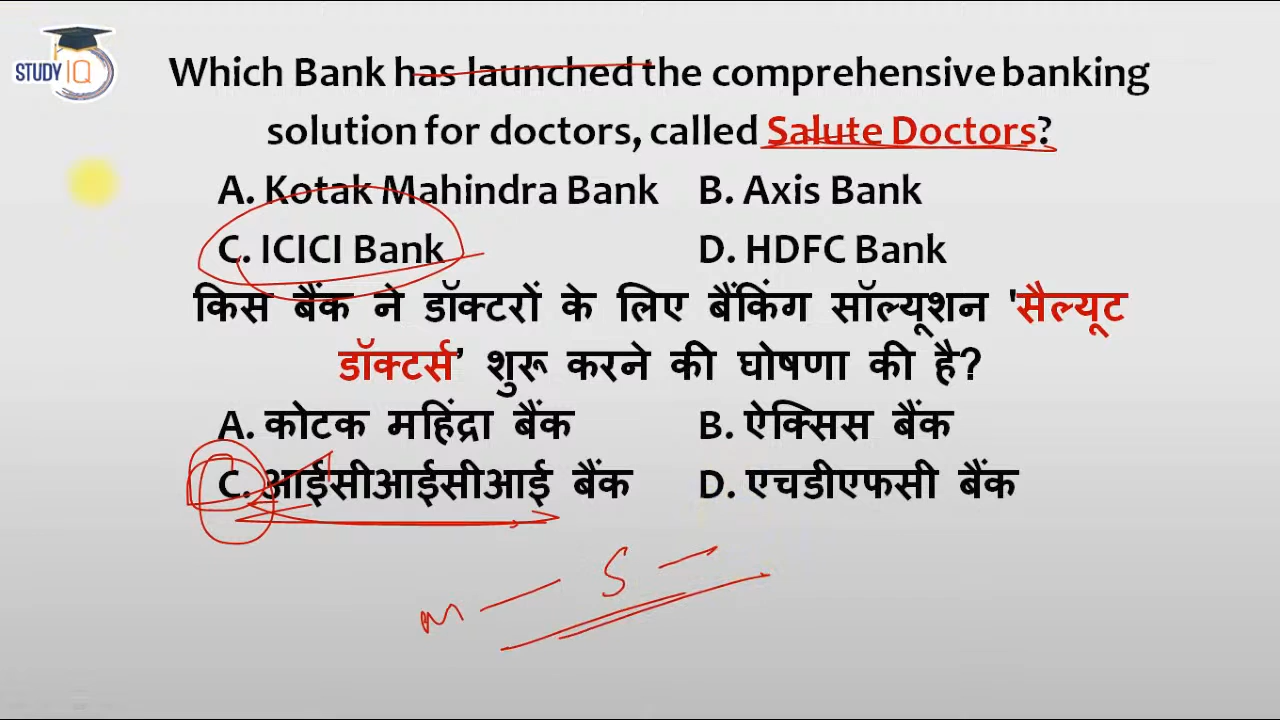 STUDY IQ
Which Bank has launched the comprehensive banking
solution for doctors, called Salute Doctors?
A. Kotak Mahindra Bank B. Axis Bank
C. ICICI Bank D. HDFC Bank
किस बैंक ने डॉक्टरों के लिए बैंकिंग सॉल्यूशन 'सैल्यूट
डॉक्टर्स’ शुरू करने की घोषणा की है?
A. कोटक महिंद्रा बैंक B. ऐक्सिस बैंक
C. आईसीआईसीआई बैंक D. एचडीएफसी बैंक
m — S —